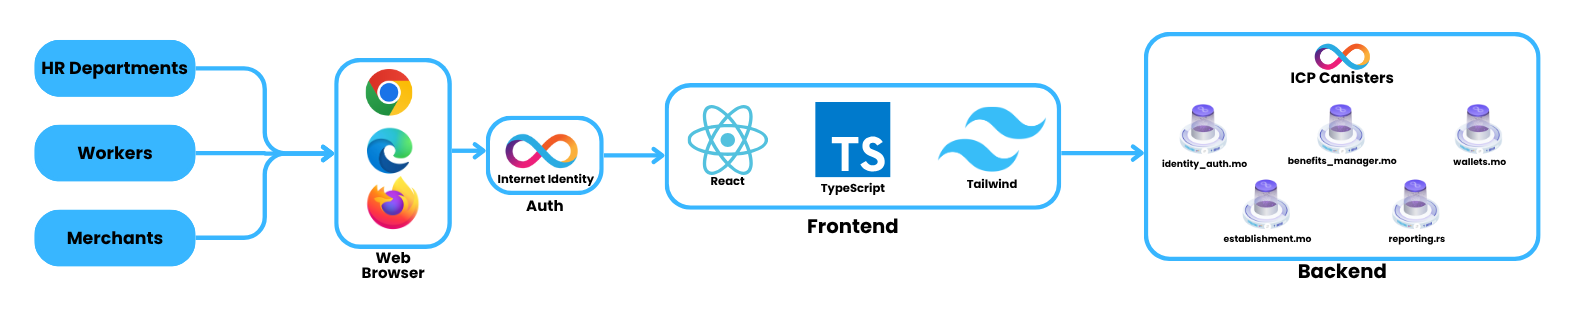 HR Departments
Workers
Merchants
Web
Browser
Internet Identity
Auth
React
TS
TypeScript
Tailwind
Frontend
ICP Canisters
identity_auth.mo
benefits_manager.mo
wallets.mo
establishment.mo
reporting.rs
Backend